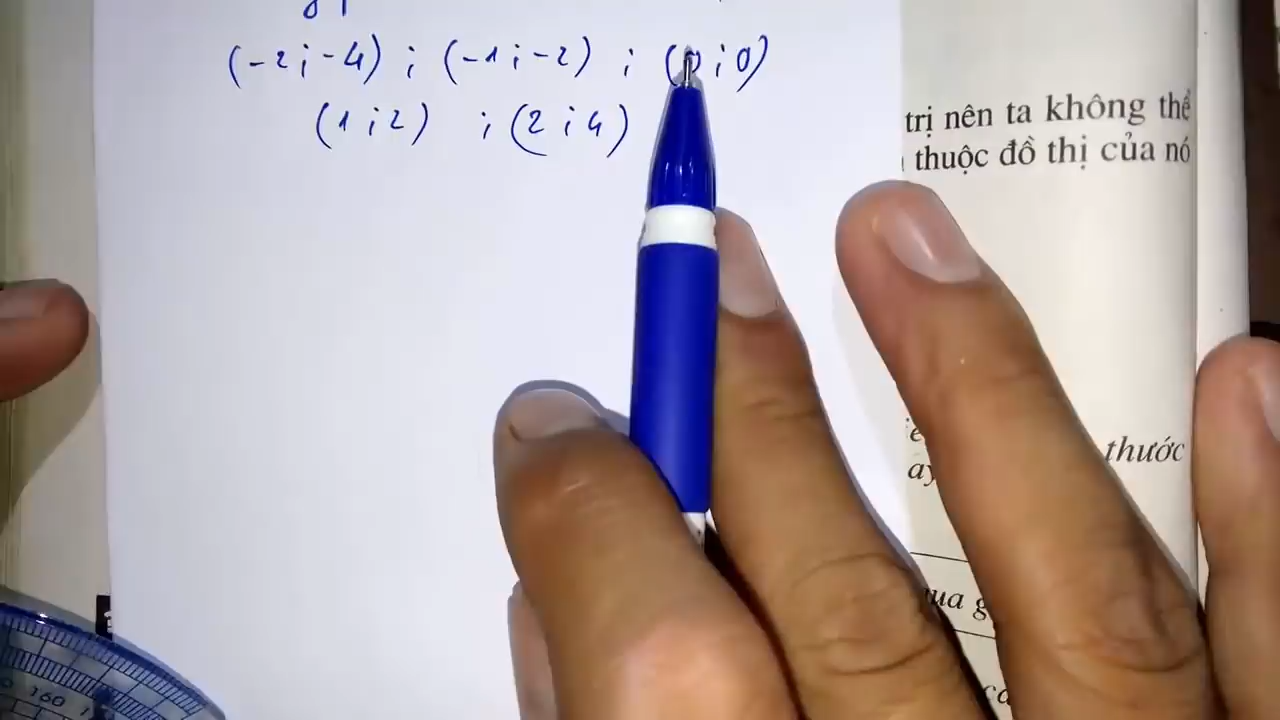 (-2;-4) ; (-1;-2) ; (0;0)
(1;2) ; (2;4)
trị nên ta không thể
thuộc đồ thị của nó
thước
160